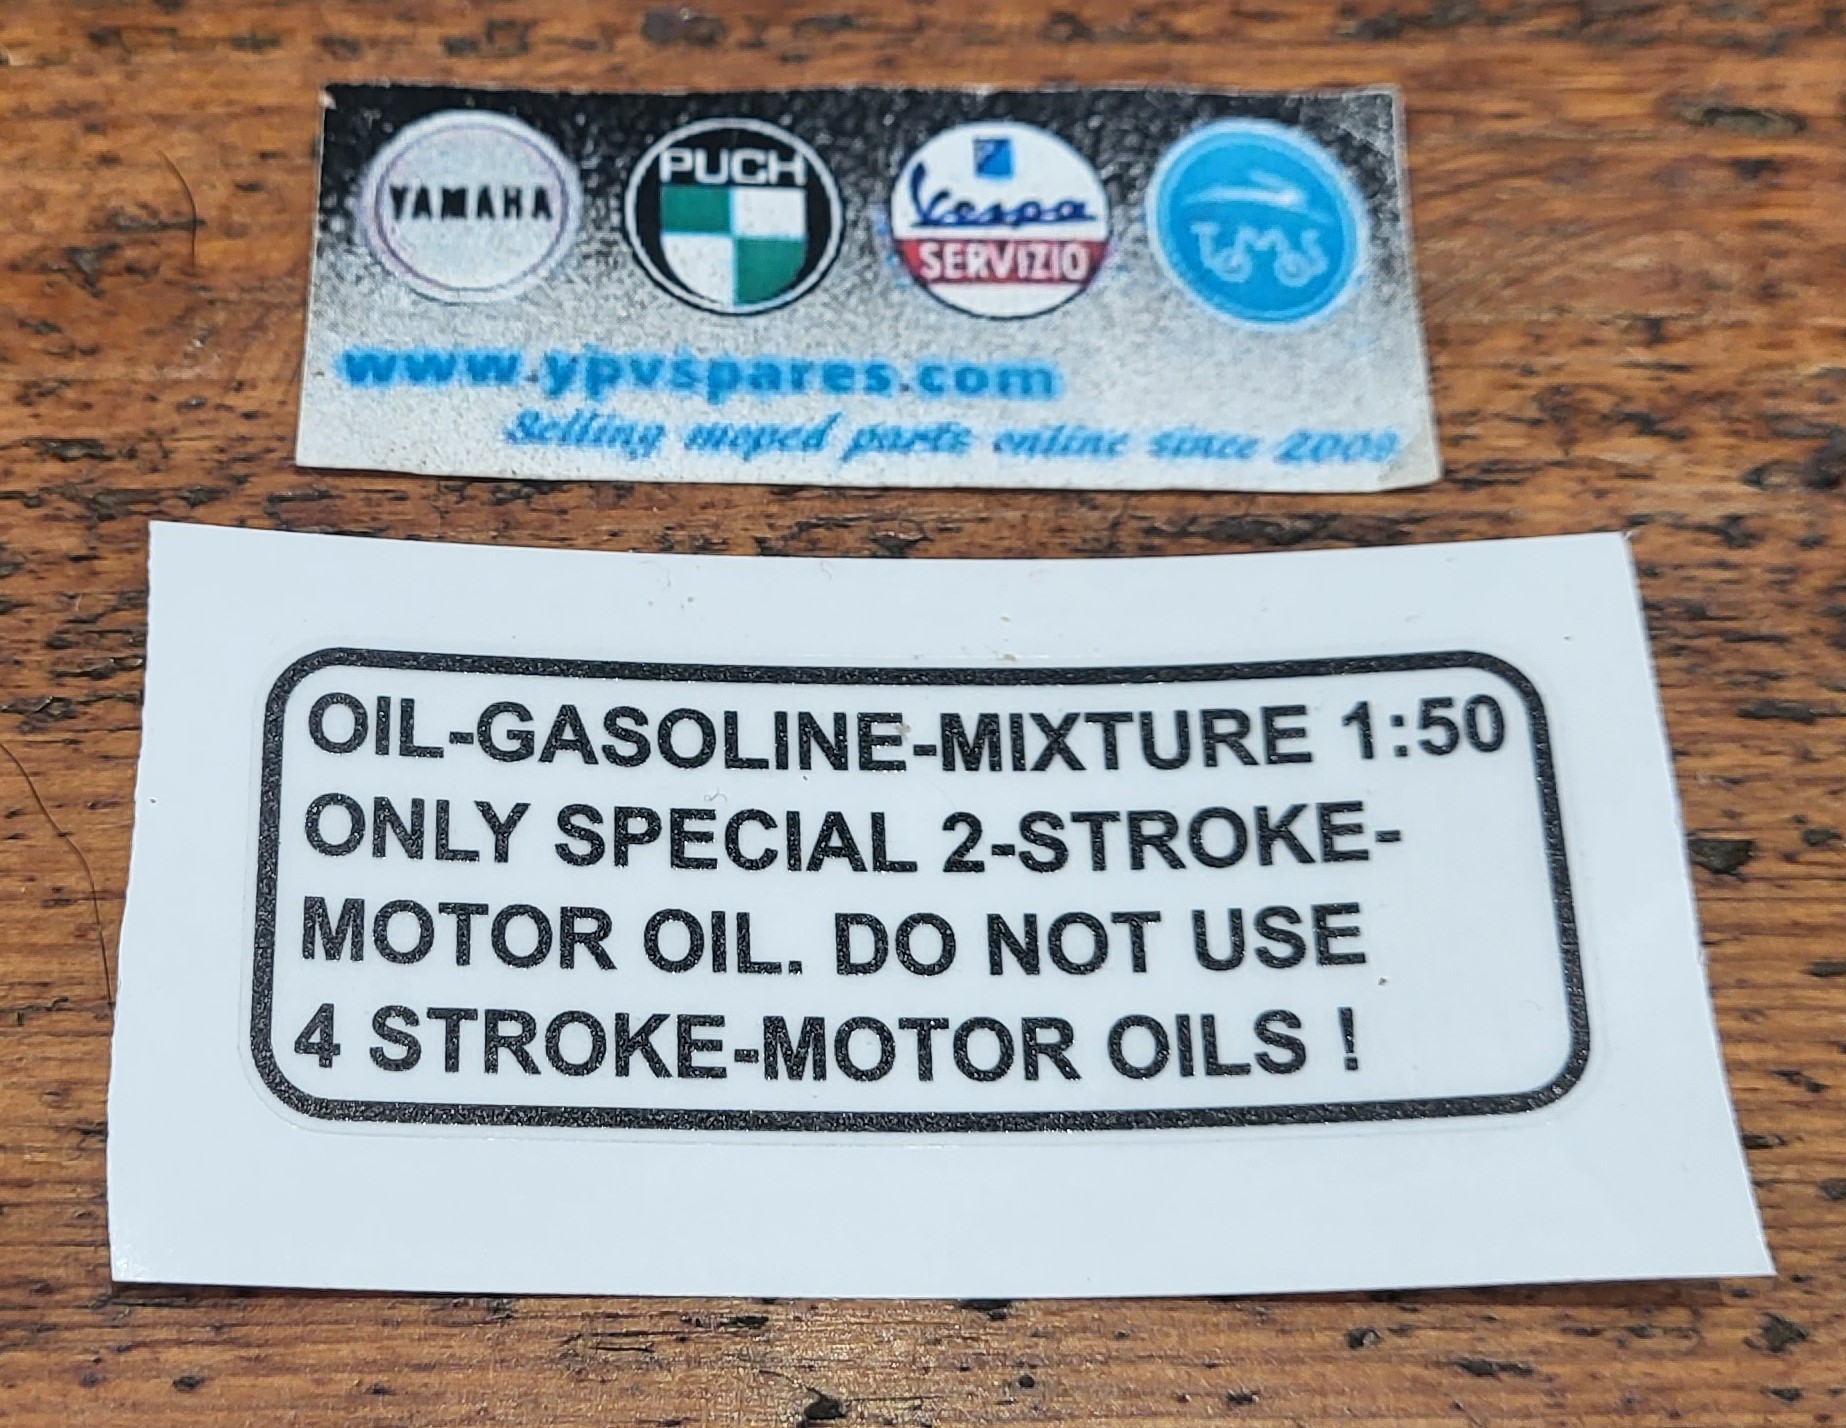 YAMAHA
PUCH
Vespa
SERVIZIO
TOMOS
www.ypvspares.com
Selling moped parts online since 2009
OIL-GASOLINE-MIXTURE 1:50
ONLY SPECIAL 2-STROKE-
MOTOR OIL. DO NOT USE
4 STROKE-MOTOR OILS !